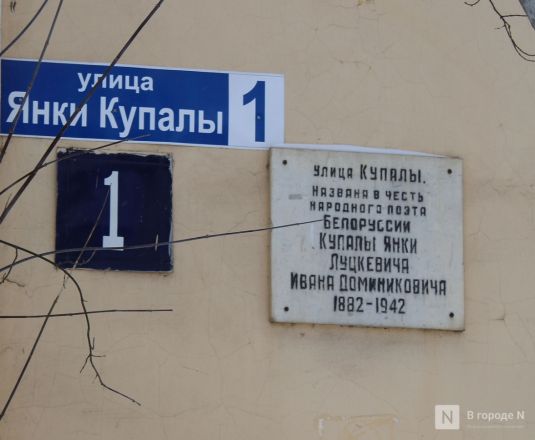 улица
Янки Купалы 1
1
улица Купалы.
названа в честь
народного поэта
Белоруссии
Купалы Янки
Луцкевича
Ивана Доминиковича
1882-1942
N В городе N